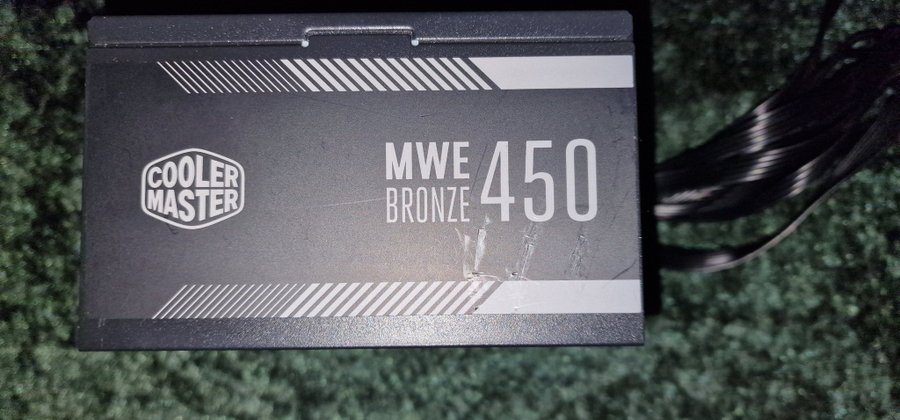 COOLER
MASTER
MWE
BRONZE
450